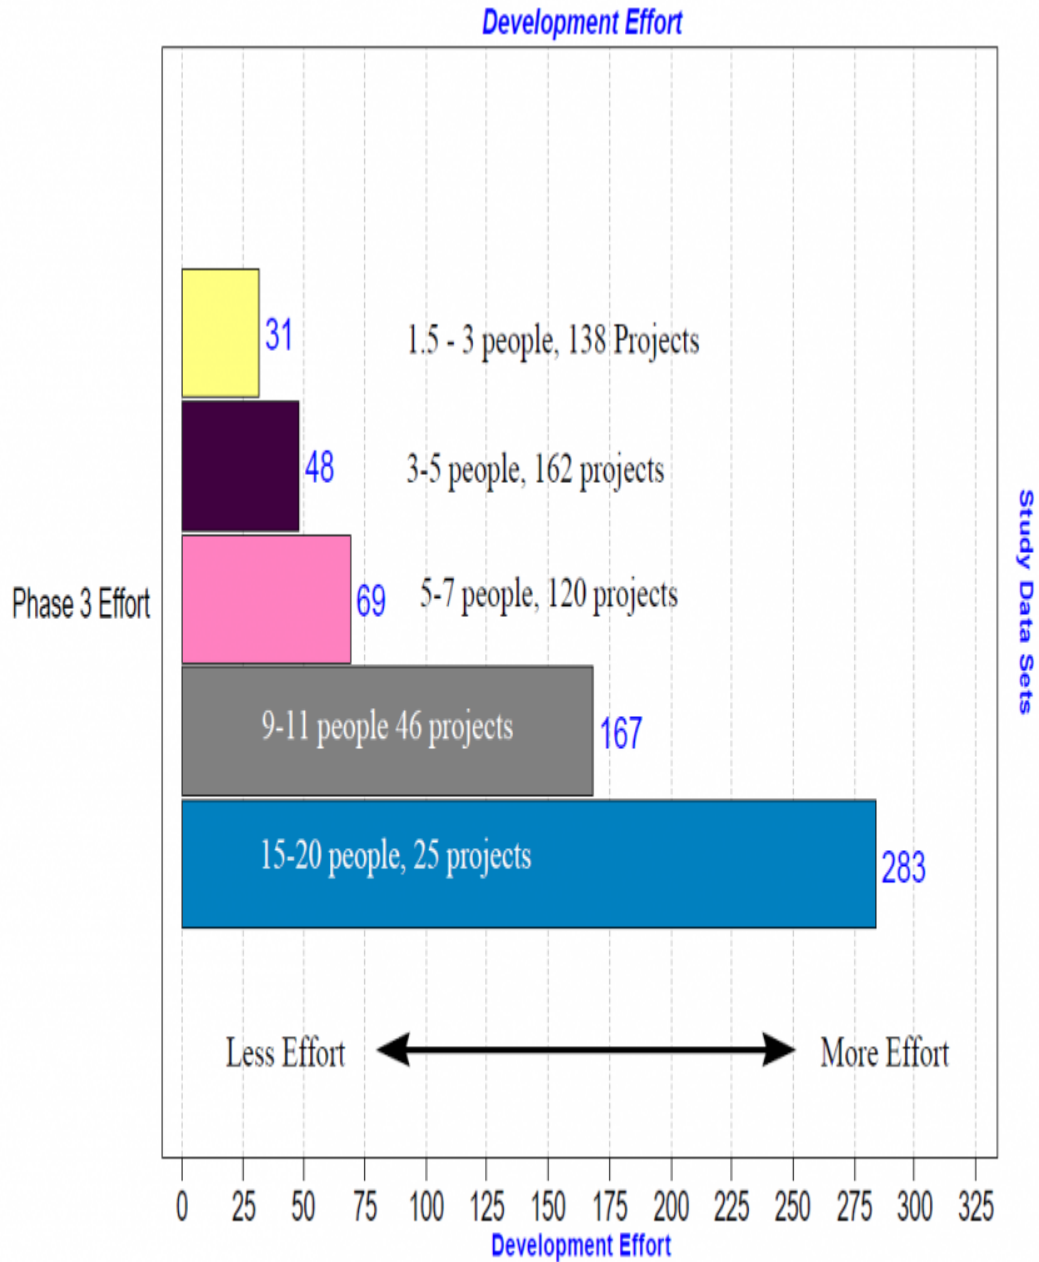 Development Effort
31
1.5 - 3 people, 138 Projects
48
3-5 people, 162 projects
Phase 3 Effort
69
5-7 people, 120 projects
9-11 people 46 projects
167
15-20 people, 25 projects
283
Study Data Sets
Less Effort
More Effort
0 25 50 75 100 125 150 175 200 225 250 275 300 325
Development Effort